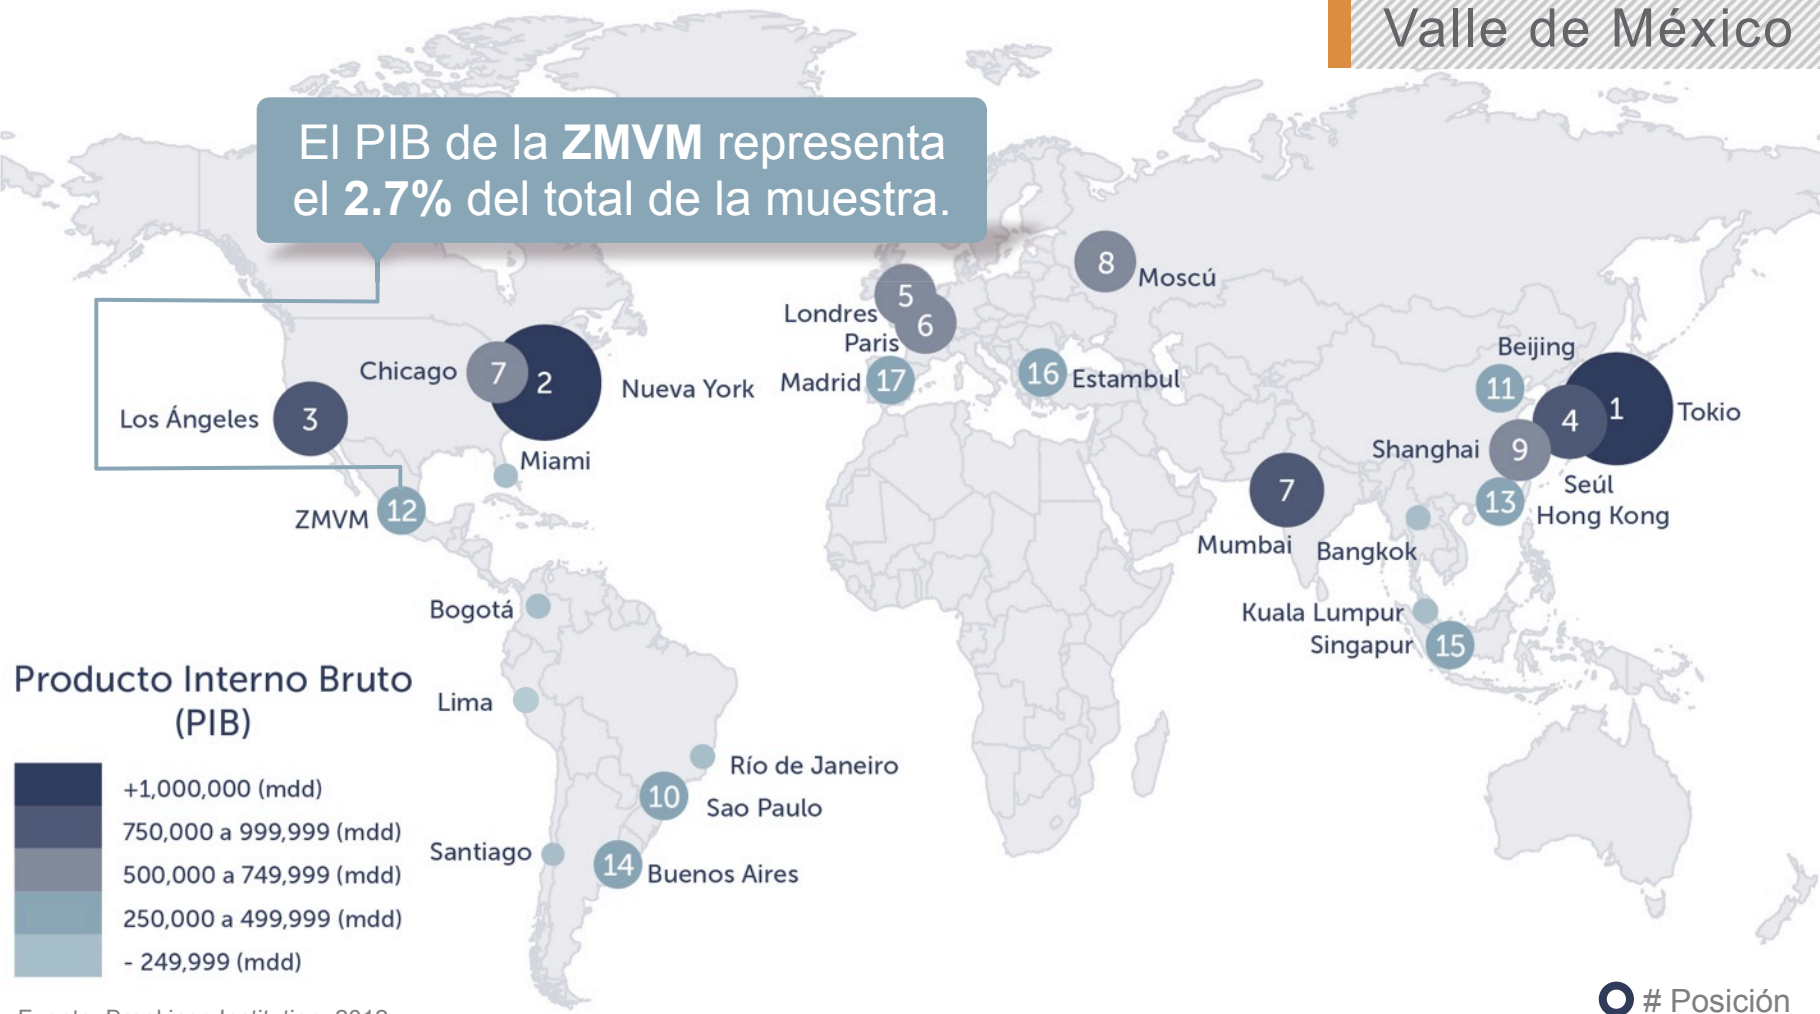 Valle de México
El PIB de la ZMVM representa
el 2.7% del total de la muestra.
8
Moscú
5
Londres
6
Paris
Chicago
7
2
Nueva York
Madrid
17
16
Estambul
Beijing
11
Los Ángeles
3
4
1
Tokio
Shanghai
9
Miami
7
Seúl
13
Hong Kong
ZMVM
12
Mumbai
Bangkok
Bogotá
Kuala Lumpur
Singapur
15
Producto Interno Bruto
(PIB)
Lima
Río de Janeiro
10
Sao Paulo
+1,000,000 (mdd)
750,000 a 999,999 (mdd)
500,000 a 749,999 (mdd)
250,000 a 499,999 (mdd)
- 249,999 (mdd)
Santiago
14
Buenos Aires
# Posición